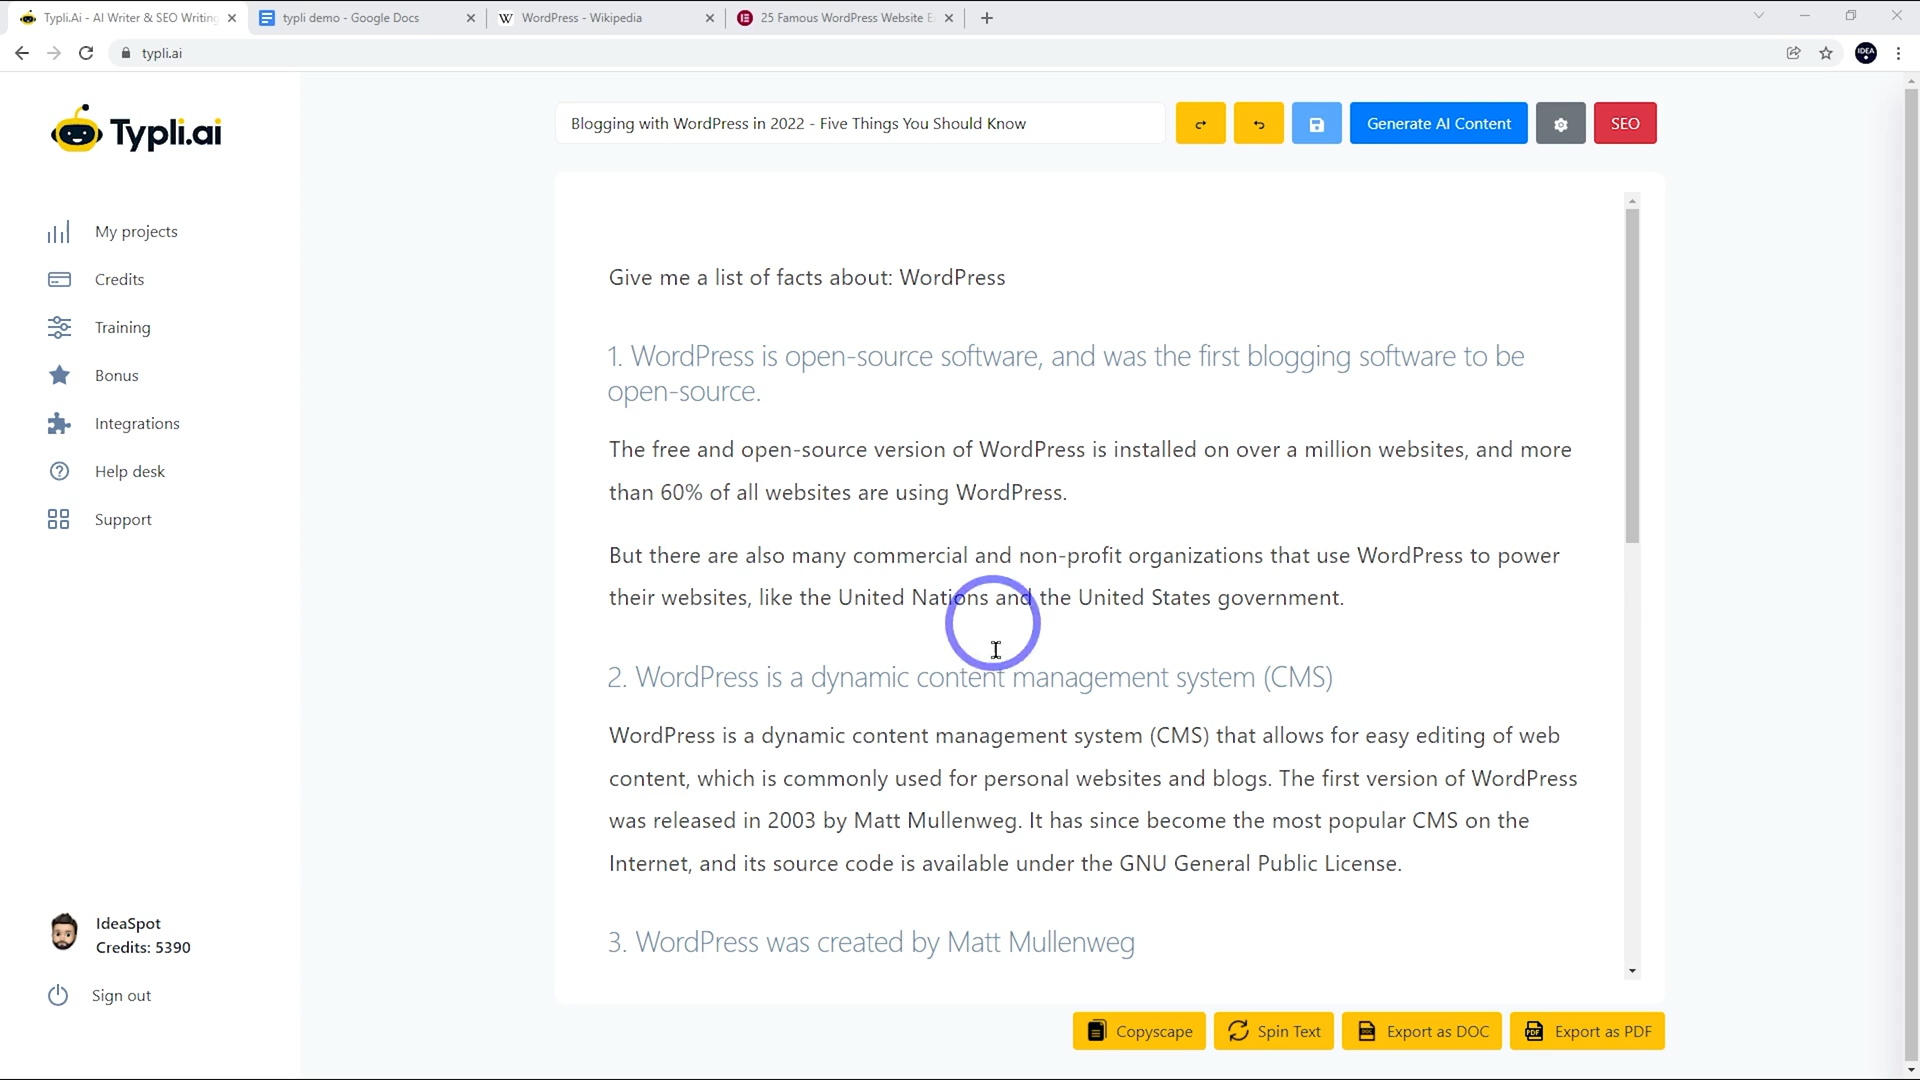 Typli.Ai - AI Writer & SEO Writing
typli demo - Google Docs
WordPress - Wikipedia
25 Famous WordPress Website E
typli.ai
IDEA
Typli.ai
Blogging with WordPress in 2022 - Five Things You Should Know
Generate AI Content
SEO
My projects
Credits
Training
Bonus
Integrations
Help desk
Support
Give me a list of facts about: WordPress
1. WordPress is open-source software, and was the first blogging software to be
open-source.
The free and open-source version of WordPress is installed on over a million websites, and more
than 60% of all websites are using WordPress.
But there are also many commercial and non-profit organizations that use WordPress to power
their websites, like the United Nations and the United States government.
2. WordPress is a dynamic content management system (CMS)
WordPress is a dynamic content management system (CMS) that allows for easy editing of web
content, which is commonly used for personal websites and blogs. The first version of WordPress
was released in 2003 by Matt Mullenweg. It has since become the most popular CMS on the
Internet, and its source code is available under the GNU General Public License.
3. WordPress was created by Matt Mullenweg
IdeaSpot
Credits: 5390
Sign out
Copyscape
Spin Text
DOC
Export as DOC
PDF
Export as PDF